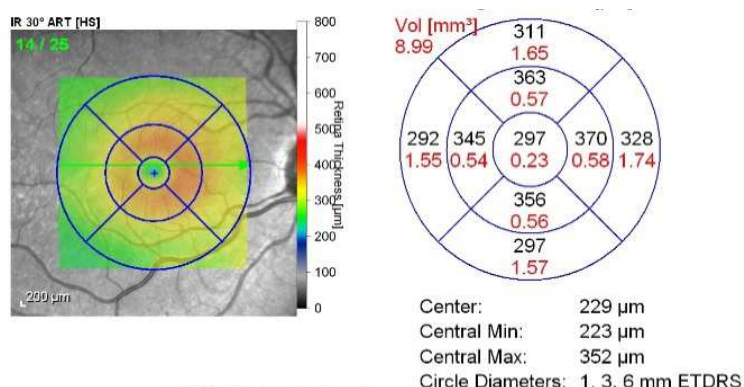 IR 30° ART [HS]
14 / 25
200 µm
800
700
600
500
400
300
200
100
0
Retina Thickness [µm]
Vol [mm³]
8.99
311
1.65
363
0.57
292 345 297 370 328
1.55 0.54 0.23 0.58 1.74
356
0.56
297
1.57
Center: 229 µm
Central Min: 223 µm
Central Max: 352 µm
Circle Diameters: 1, 3, 6 mm ETDRS